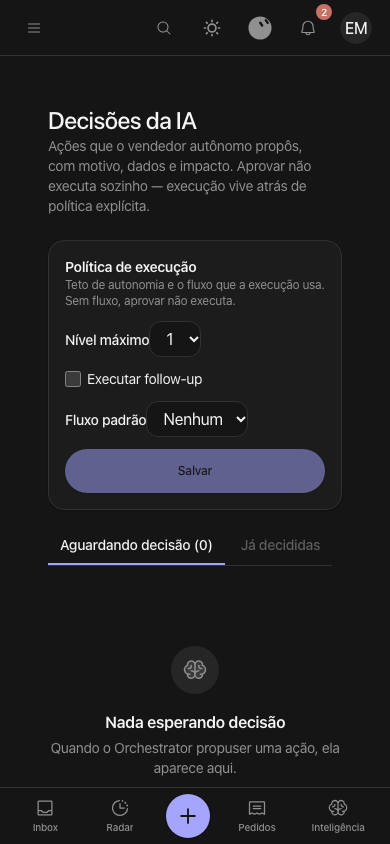 2
EM
Decisões da IA
Ações que o vendedor autônomo propôs,
com motivo, dados e impacto. Aprovar não
executa sozinho — execução vive atrás de
política explícita.
Política de execução
Teto de autonomia e o fluxo que a execução usa.
Sem fluxo, aprovar não executa.
Nível máximo 1
Executar follow-up
Fluxo padrão Nenhum
Salvar
Aguardando decisão (0) Já decididas
Nada esperando decisão
Quando o Orchestrator propuser uma ação, ela
aparece aqui.
Inbox Radar Pedidos Inteligência